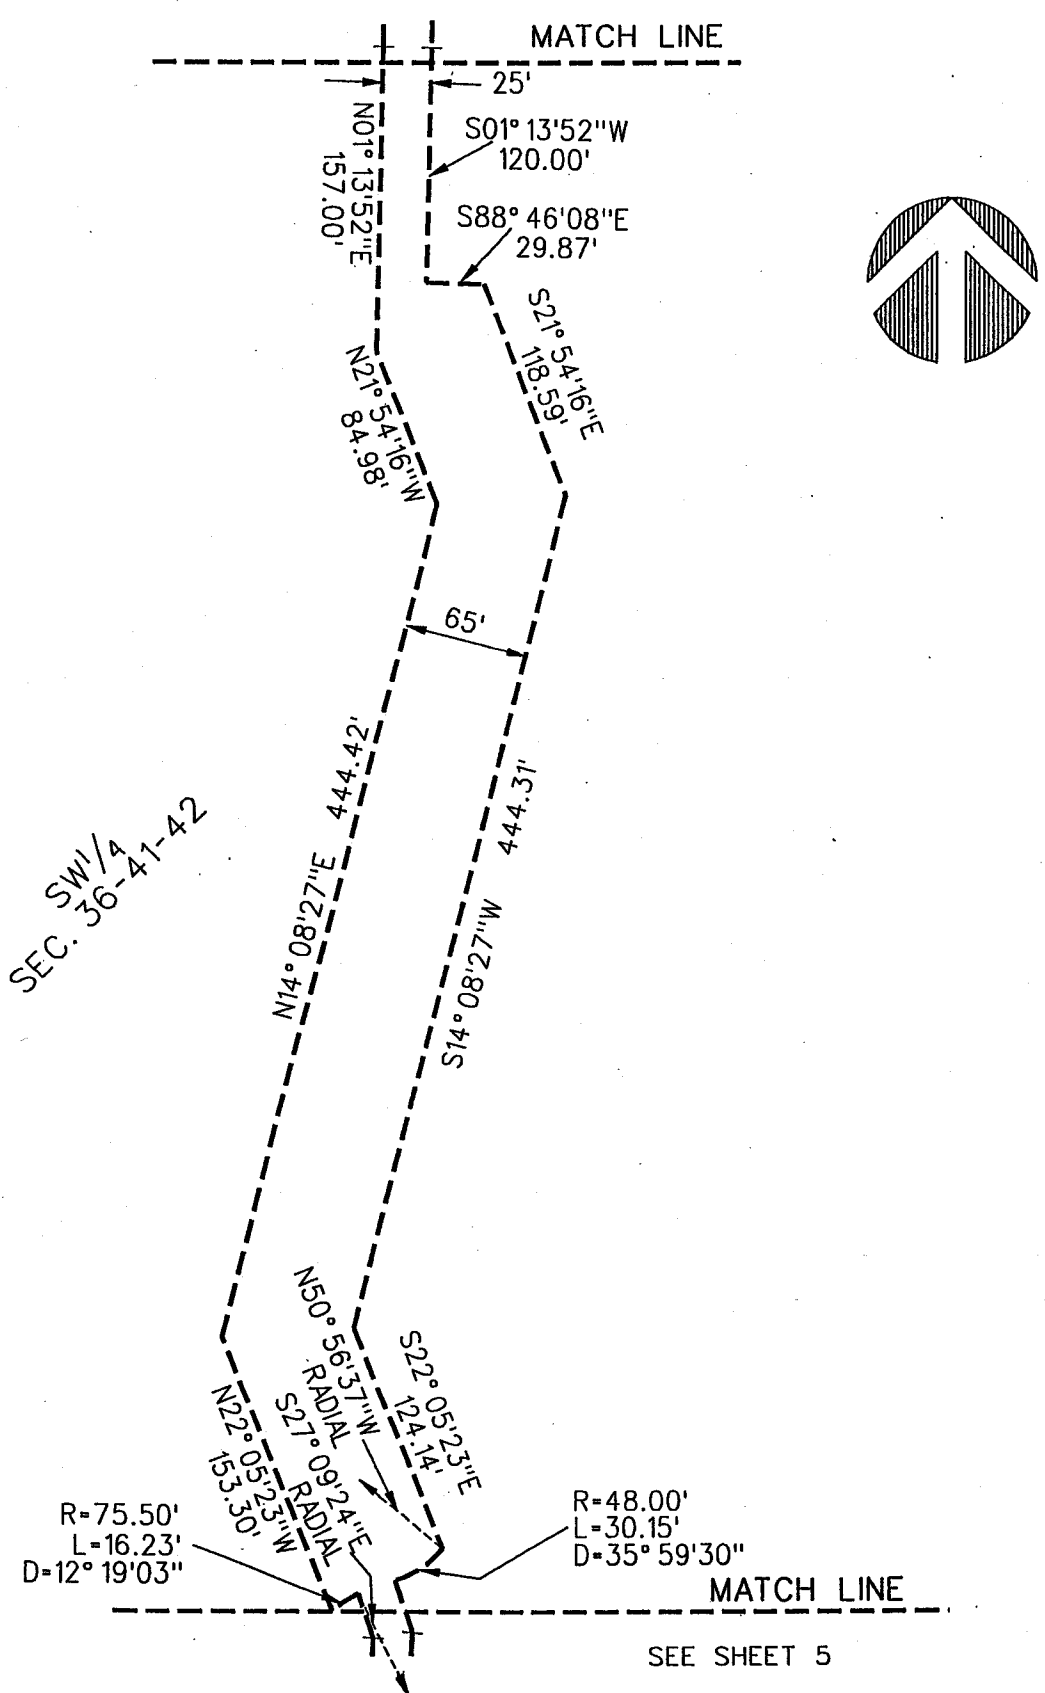 MATCH LINE
25'
N01° 13'52"E
157.00'
S01° 13'52"W
120.00'
S88° 46'08"E
29.87'
S21° 54'16"E
118.59'
N21° 54'16"W
84.98'
65'
N14° 08'27"E 444.42'
S14° 08'27"W 444.31'
SW1/4
SEC. 36-41-42
N50° 56'37"W
RADIAL
S27° 09'24"E
RADIAL
S22° 05'23"E
124.14'
N22° 05'23"W
153.30'
R=75.50'
L=16.23'
D=12° 19'03"
R=48.00'
L=30.15'
D=35° 59'30"
MATCH LINE
SEE SHEET 5